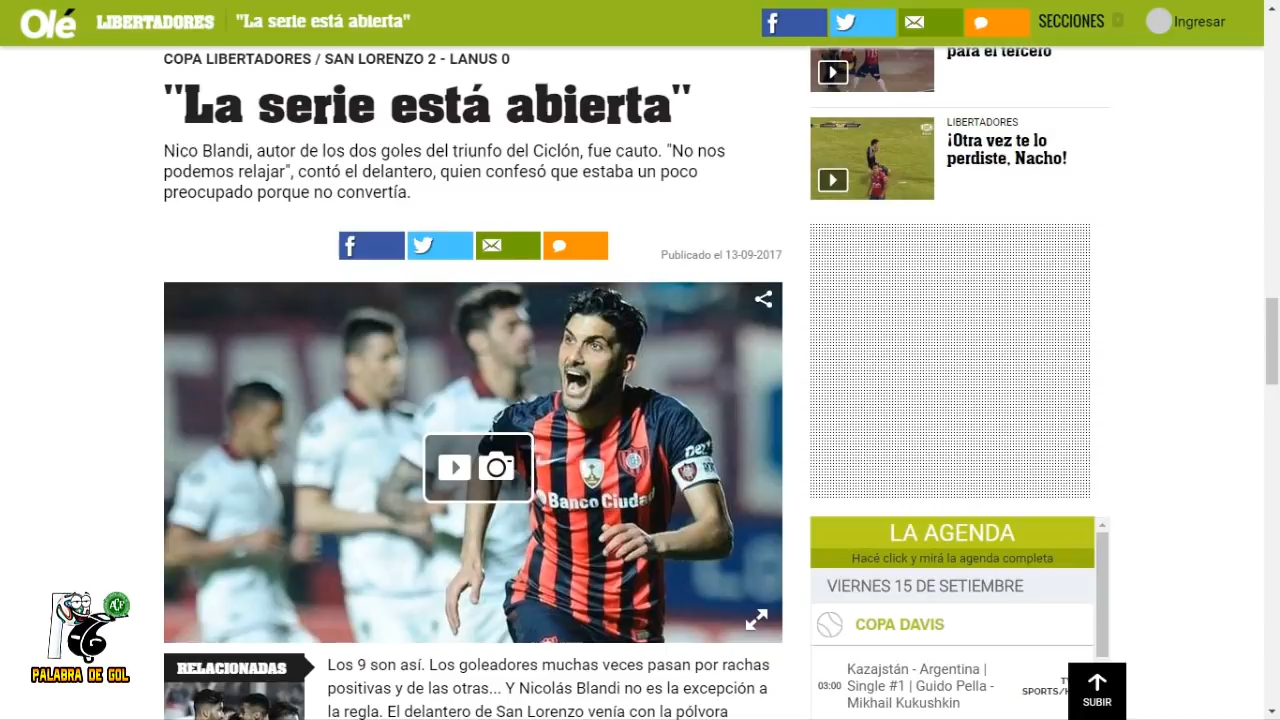 Olé
LIBERTADORES
"La serie está abierta"
SECCIONES
Ingresar
COPA LIBERTADORES / SAN LORENZO 2 - LANUS 0
"La serie está abierta"
Nico Blandi, autor de los dos goles del triunfo del Ciclón, fue cauto. "No nos
podemos relajar", contó el delantero, quien confesó que estaba un poco
preocupado porque no convertía.
Publicado el 13-09-2017
nex
Banco Ciudad
PALABRA DE GOL
RELACIONADAS
Los 9 son así. Los goleadores muchas veces pasan por rachas
positivas y de las otras... Y Nicolás Blandi no es la excepción a
la regla. El delantero de San Lorenzo venía con la pólvora
para el tercero
LIBERTADORES
¡Otra vez te lo
perdiste, Nacho!
LA AGENDA
Hacé click y mirá la agenda completa
VIERNES 15 DE SETIEMBRE
COPA DAVIS
03:00
Kazajstán - Argentina |
Single #1 | Guido Pella -
Mikhail Kukushkin
SUBIR